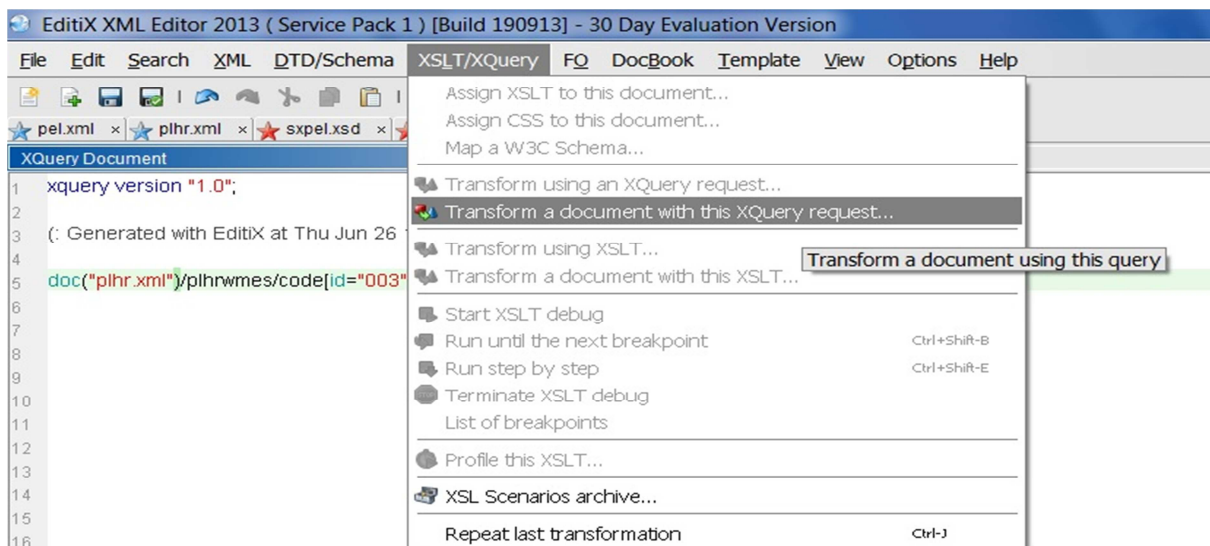 EditiX XML Editor 2013 ( Service Pack 1 ) [Build 190913] - 30 Day Evaluation Version
File Edit Search XML DTD/Schema XSLT/XQuery FO DocBook Template View Options Help
pel.xml × plhr.xml × sxpel.xsd ×
XQuery Document
1 xquery version "1.0";
2
3 (: Generated with EditiX at Thu Jun 26
4
5 doc("plhr.xml")/plhrwmes/code[id="003"
6
7
8
9
10
11
12
13
14
15
16
Assign XSLT to this document...
Assign CSS to this document...
Map a W3C Schema...
Transform using an XQuery request...
Transform a document with this XQuery request...
Transform using XSLT...
Transform a document using this query
Transform a document with this XSLT...
Start XSLT debug
Run until the next breakpoint Ctrl+Shift-B
Run step by step Ctrl+Shift-E
Terminate XSLT debug
List of breakpoints
Profile this XSLT...
XSL Scenarios archive...
Repeat last transformation Ctrl-J